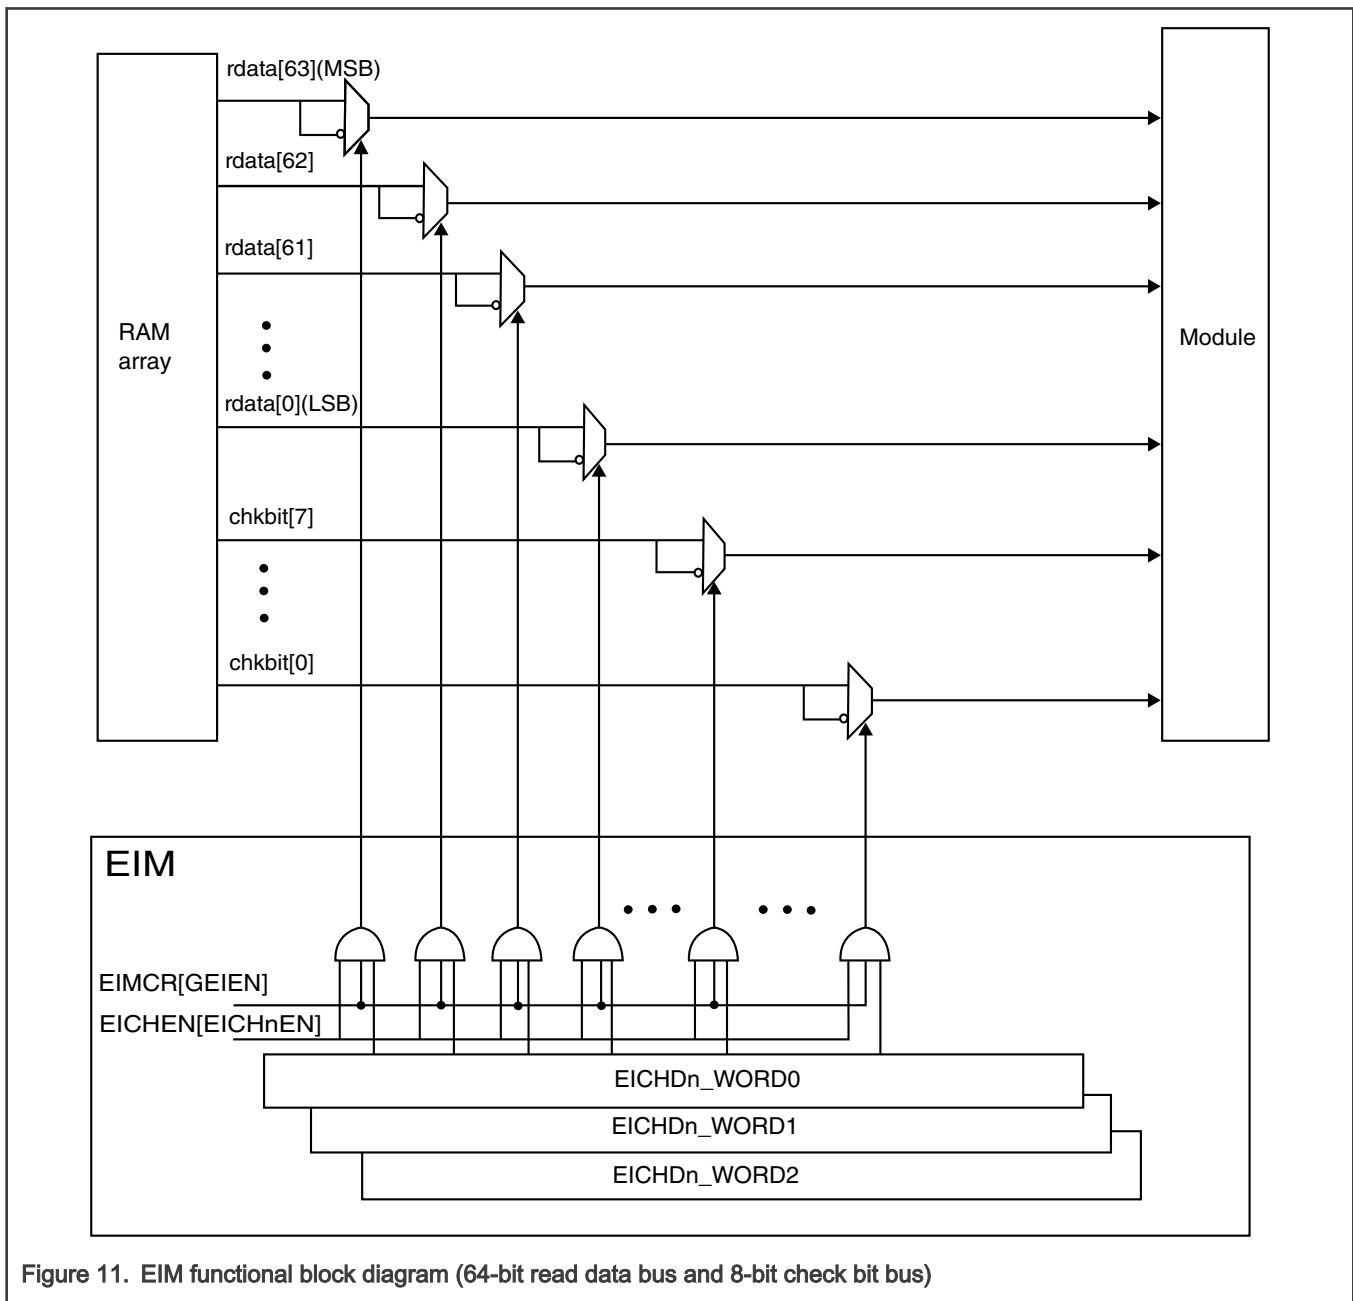 rdata[63](MSB)
rdata[62]
rdata[61]
RAM
array
Module
rdata[0](LSB)
chkbit[7]
chkbit[0]
EIM
EIMCR[GEIEN]
EICHEN[EICHnEN]
EICHDn_WORD0
EICHDn_WORD1
EICHDn_WORD2
Figure 11. EIM functional block diagram (64-bit read data bus and 8-bit check bit bus)